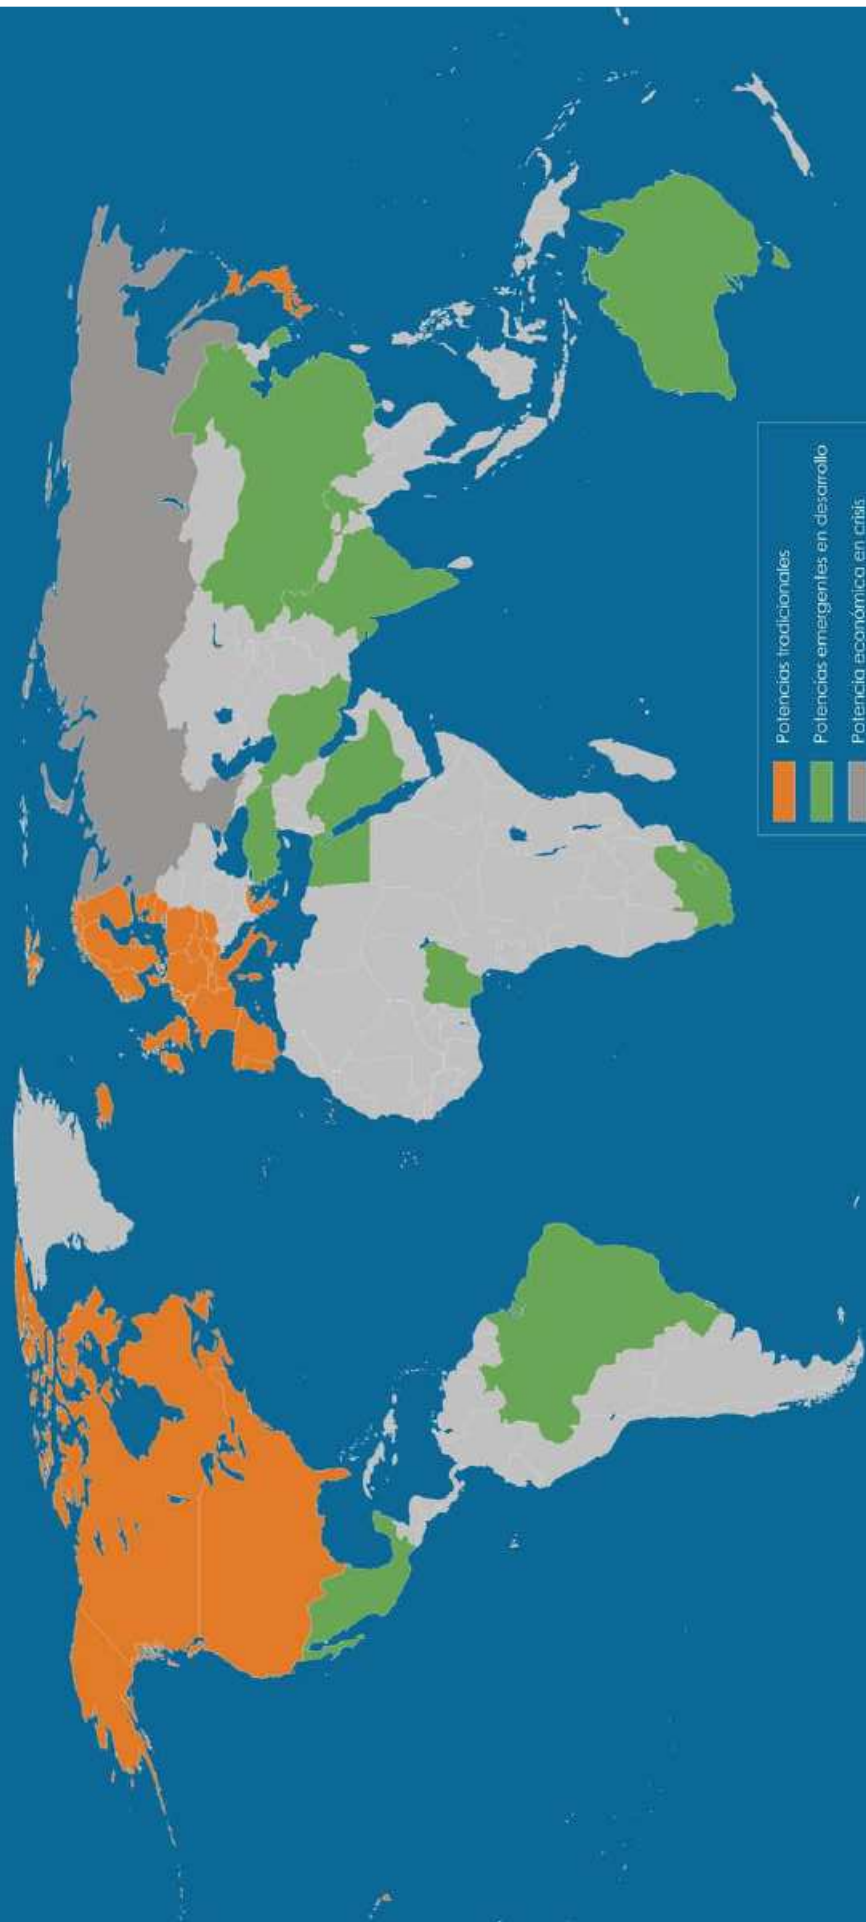 Potencias tradicionales
Potencias emergentes en desarrollo
Potencia económica en crisis